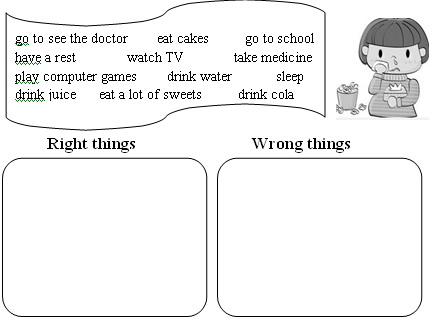 go to see the doctor eat cakes go to school
have a rest watch TV take medicine
play computer games drink water sleep
drink juice eat a lot of sweets drink cola
Right things Wrong things